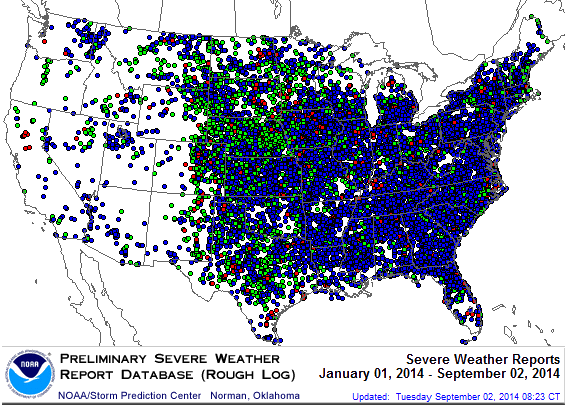 NOAA
PRELIMINARY SEVERE WEATHER
REPORT DATABASE (ROUGH LOG)
NOAA/Storm Prediction Center Norman, Oklahoma
Severe Weather Reports
January 01, 2014 - September 02, 2014
Updated: Tuesday September 02, 2014 08:23 CT